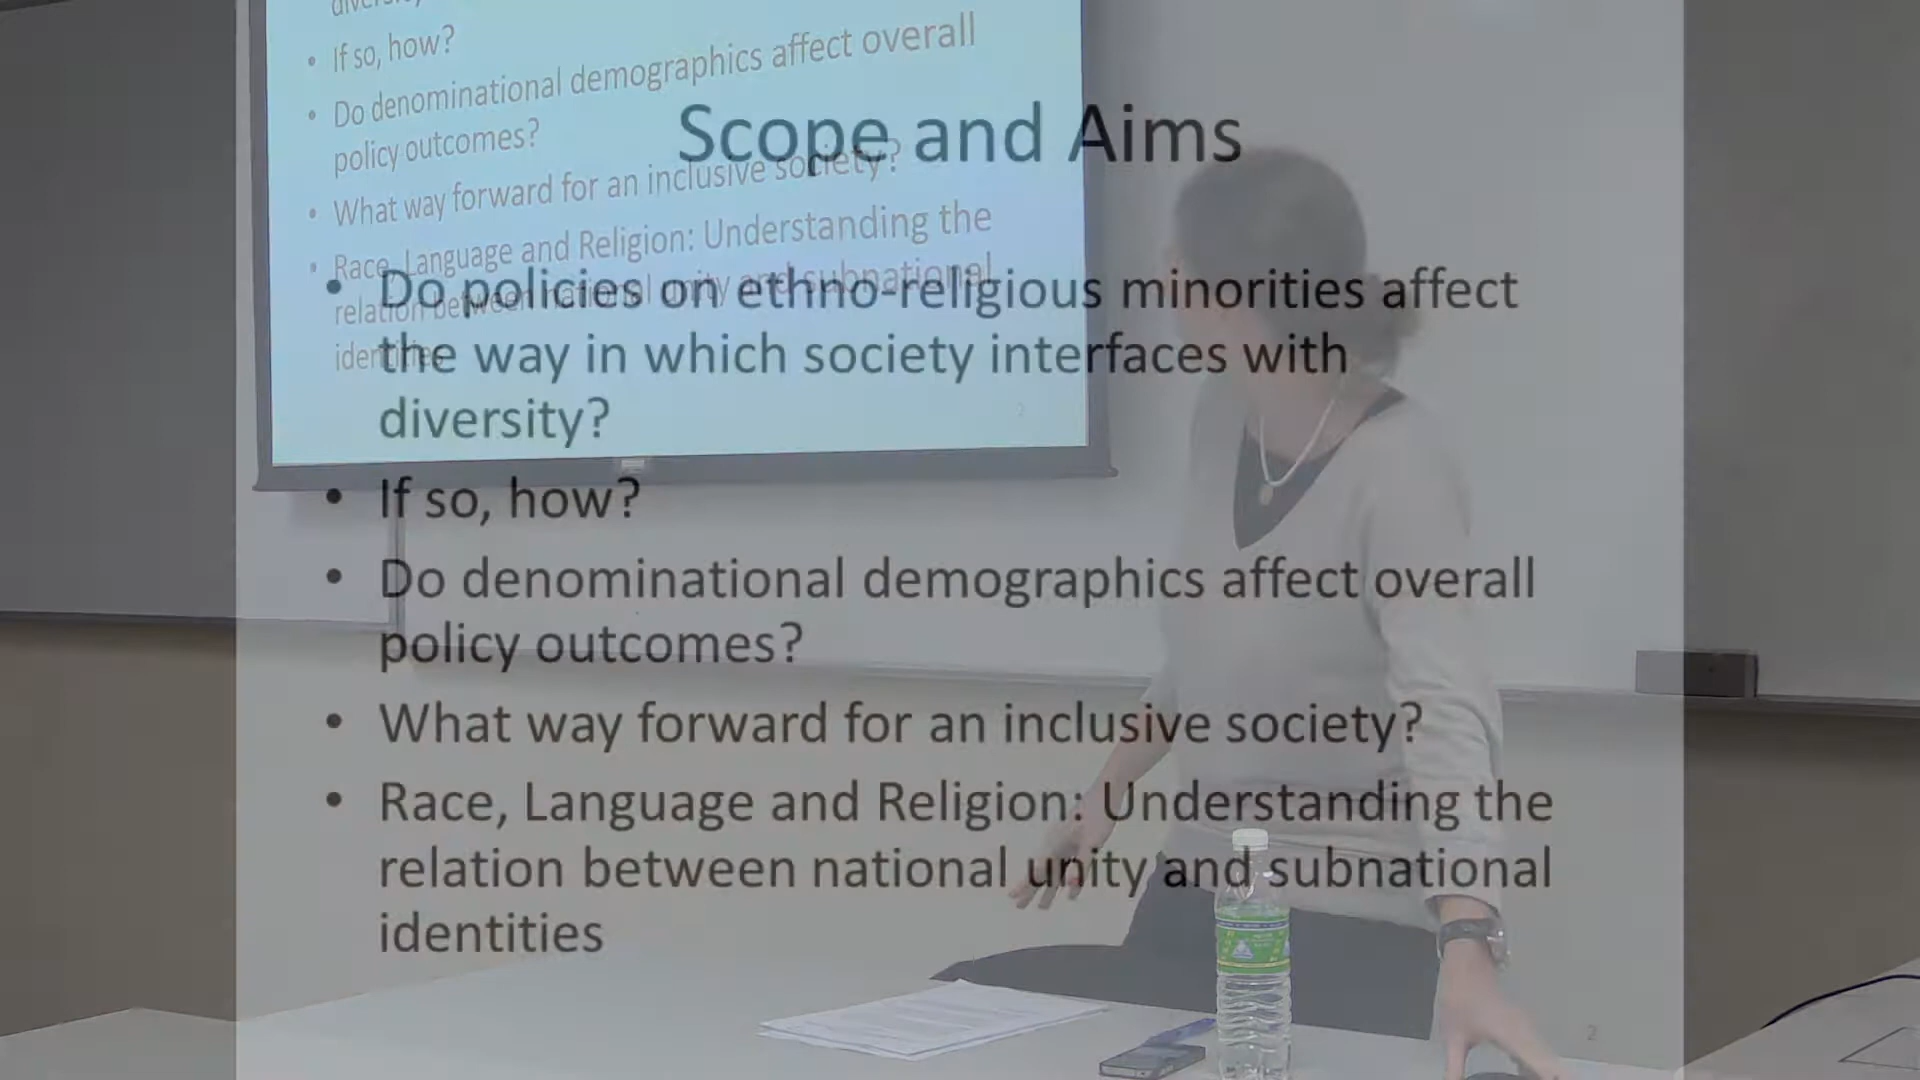 diversity
• If so, how?
• Do denominational demographics affect overall
policy outcomes?
• What way forward for an inclusive society?
• Race, Language and Religion: Understanding the
relation between national unity and subnational
identities
2
Scope and Aims
• Do policies on ethno-religious minorities affect
the way in which society interfaces with
diversity?
• If so, how?
• Do denominational demographics affect overall
policy outcomes?
• What way forward for an inclusive society?
• Race, Language and Religion: Understanding the
relation between national unity and subnational
identities
2